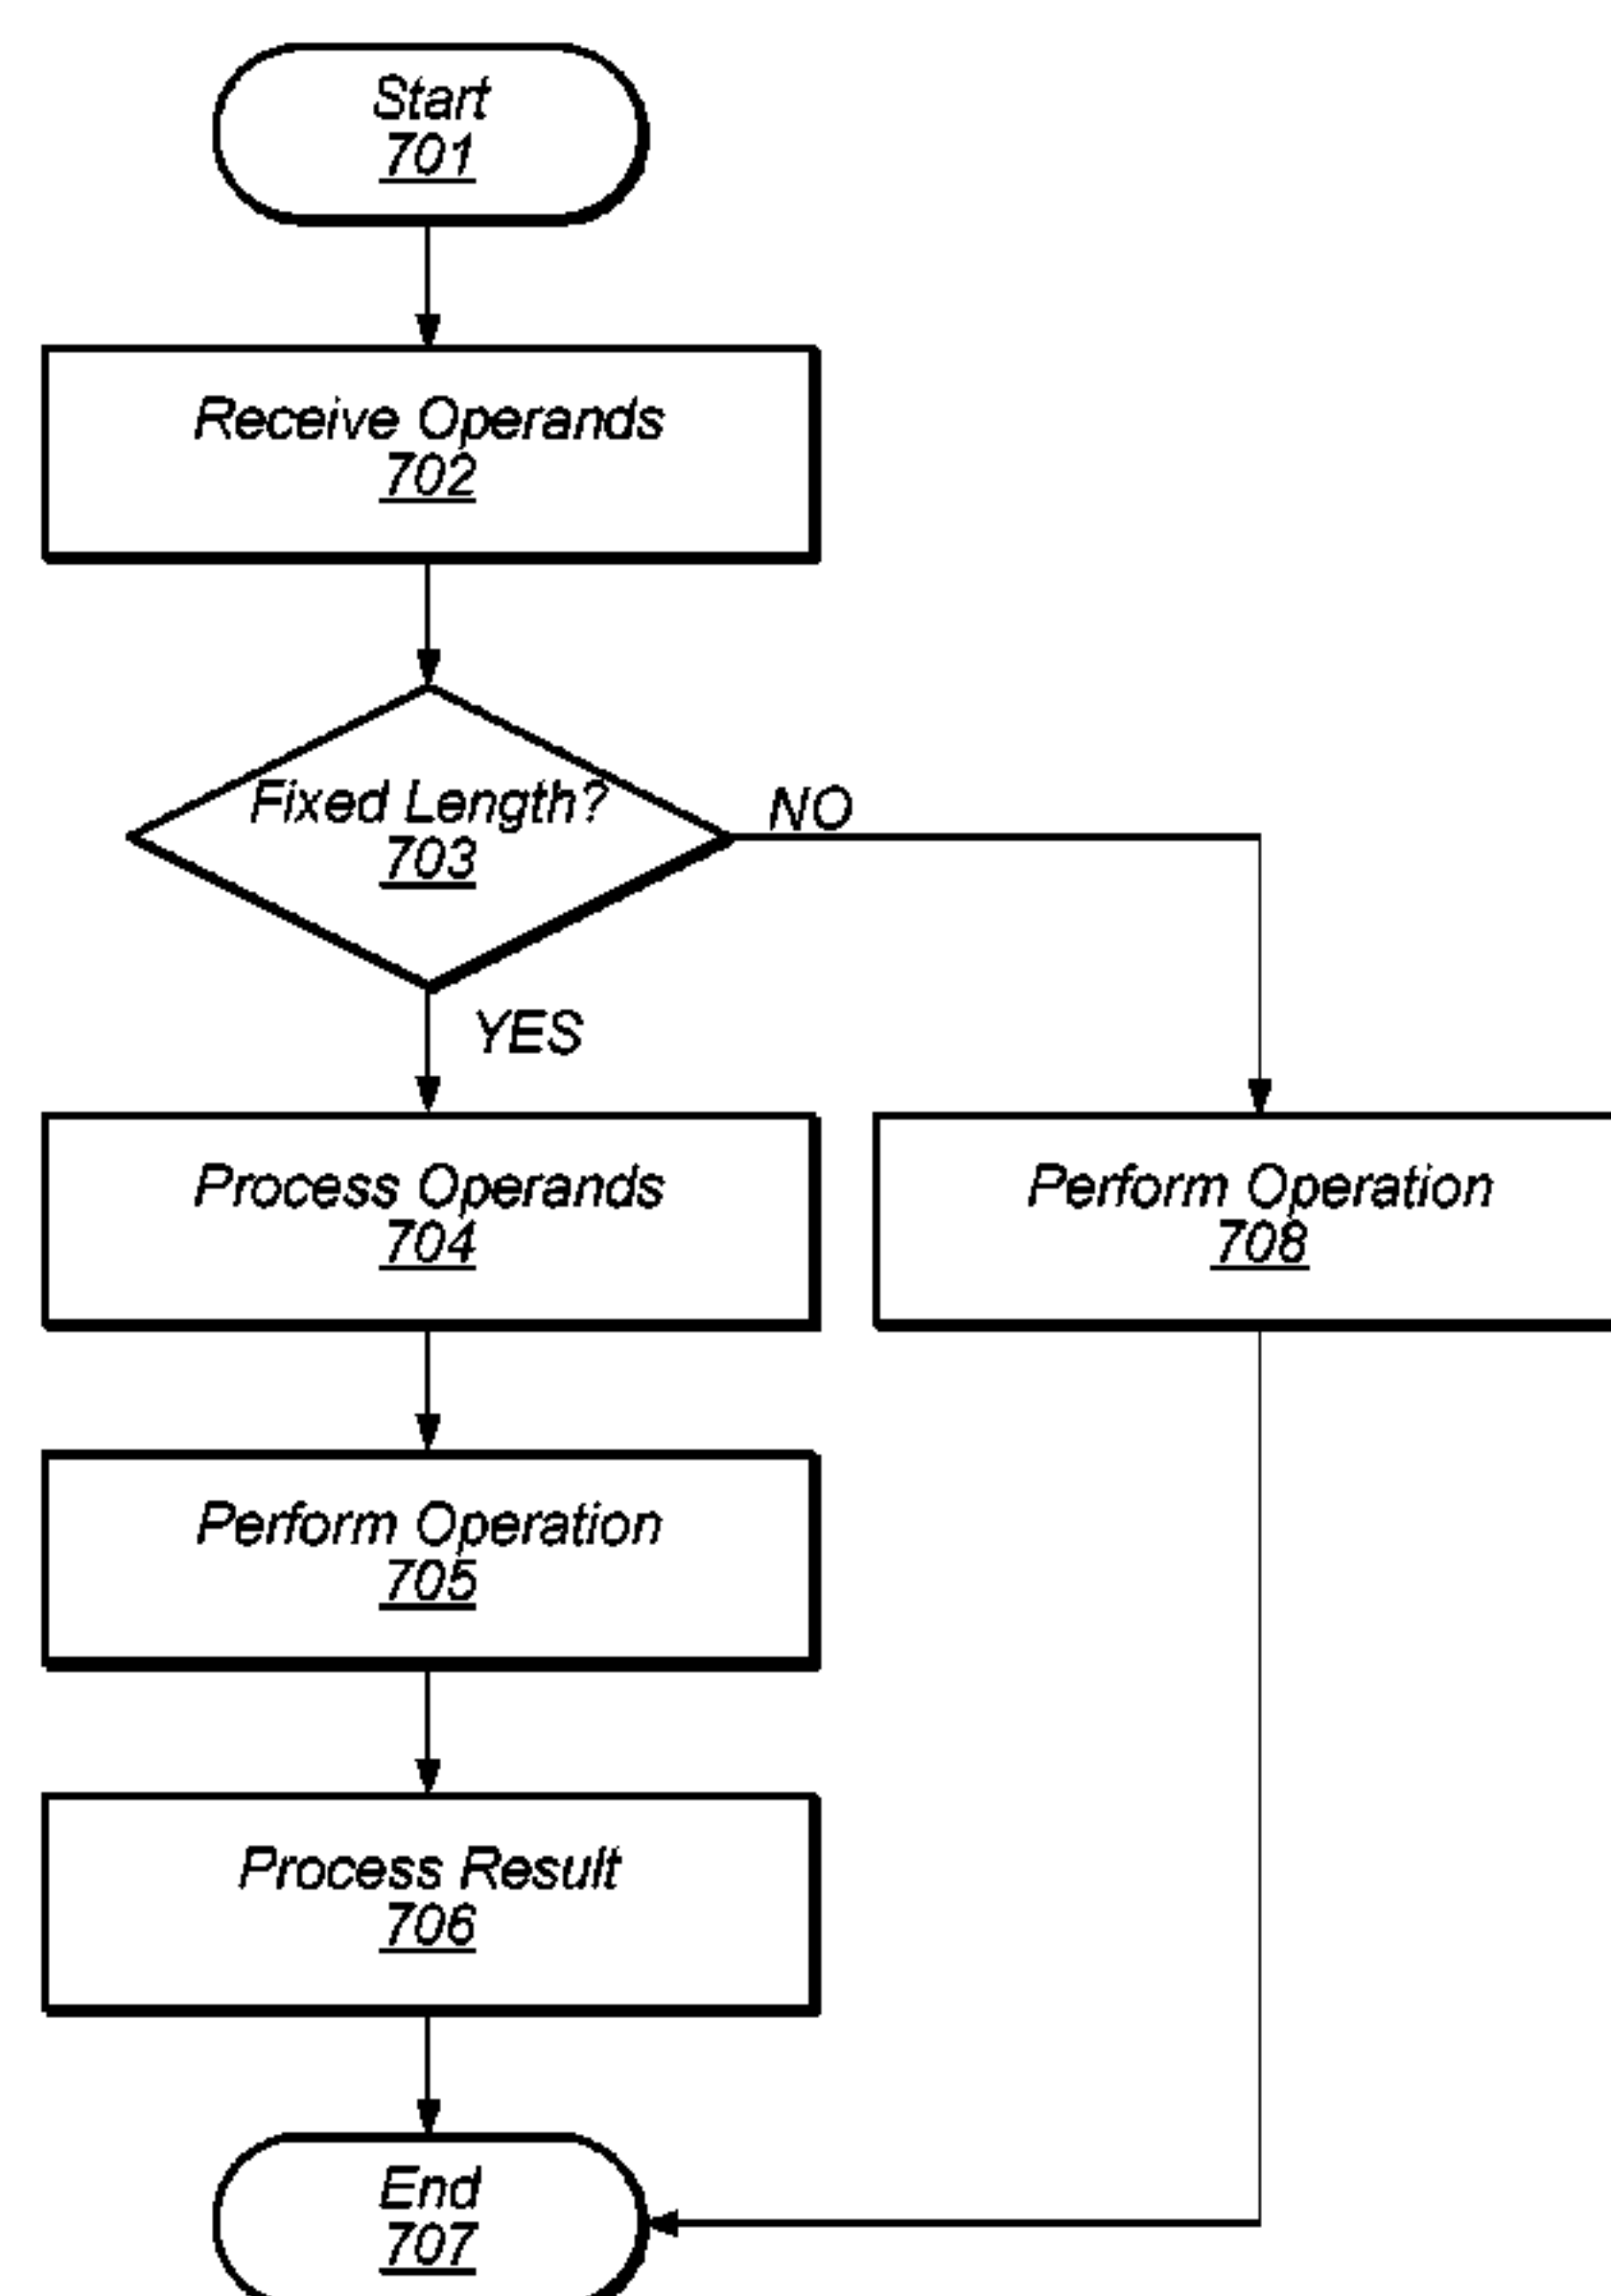 Start
701
Receive Operands
702
Fixed Length?
703
NO
YES
Process Operands
704
Perform Operation
708
Perform Operation
705
Process Result
706
End
707